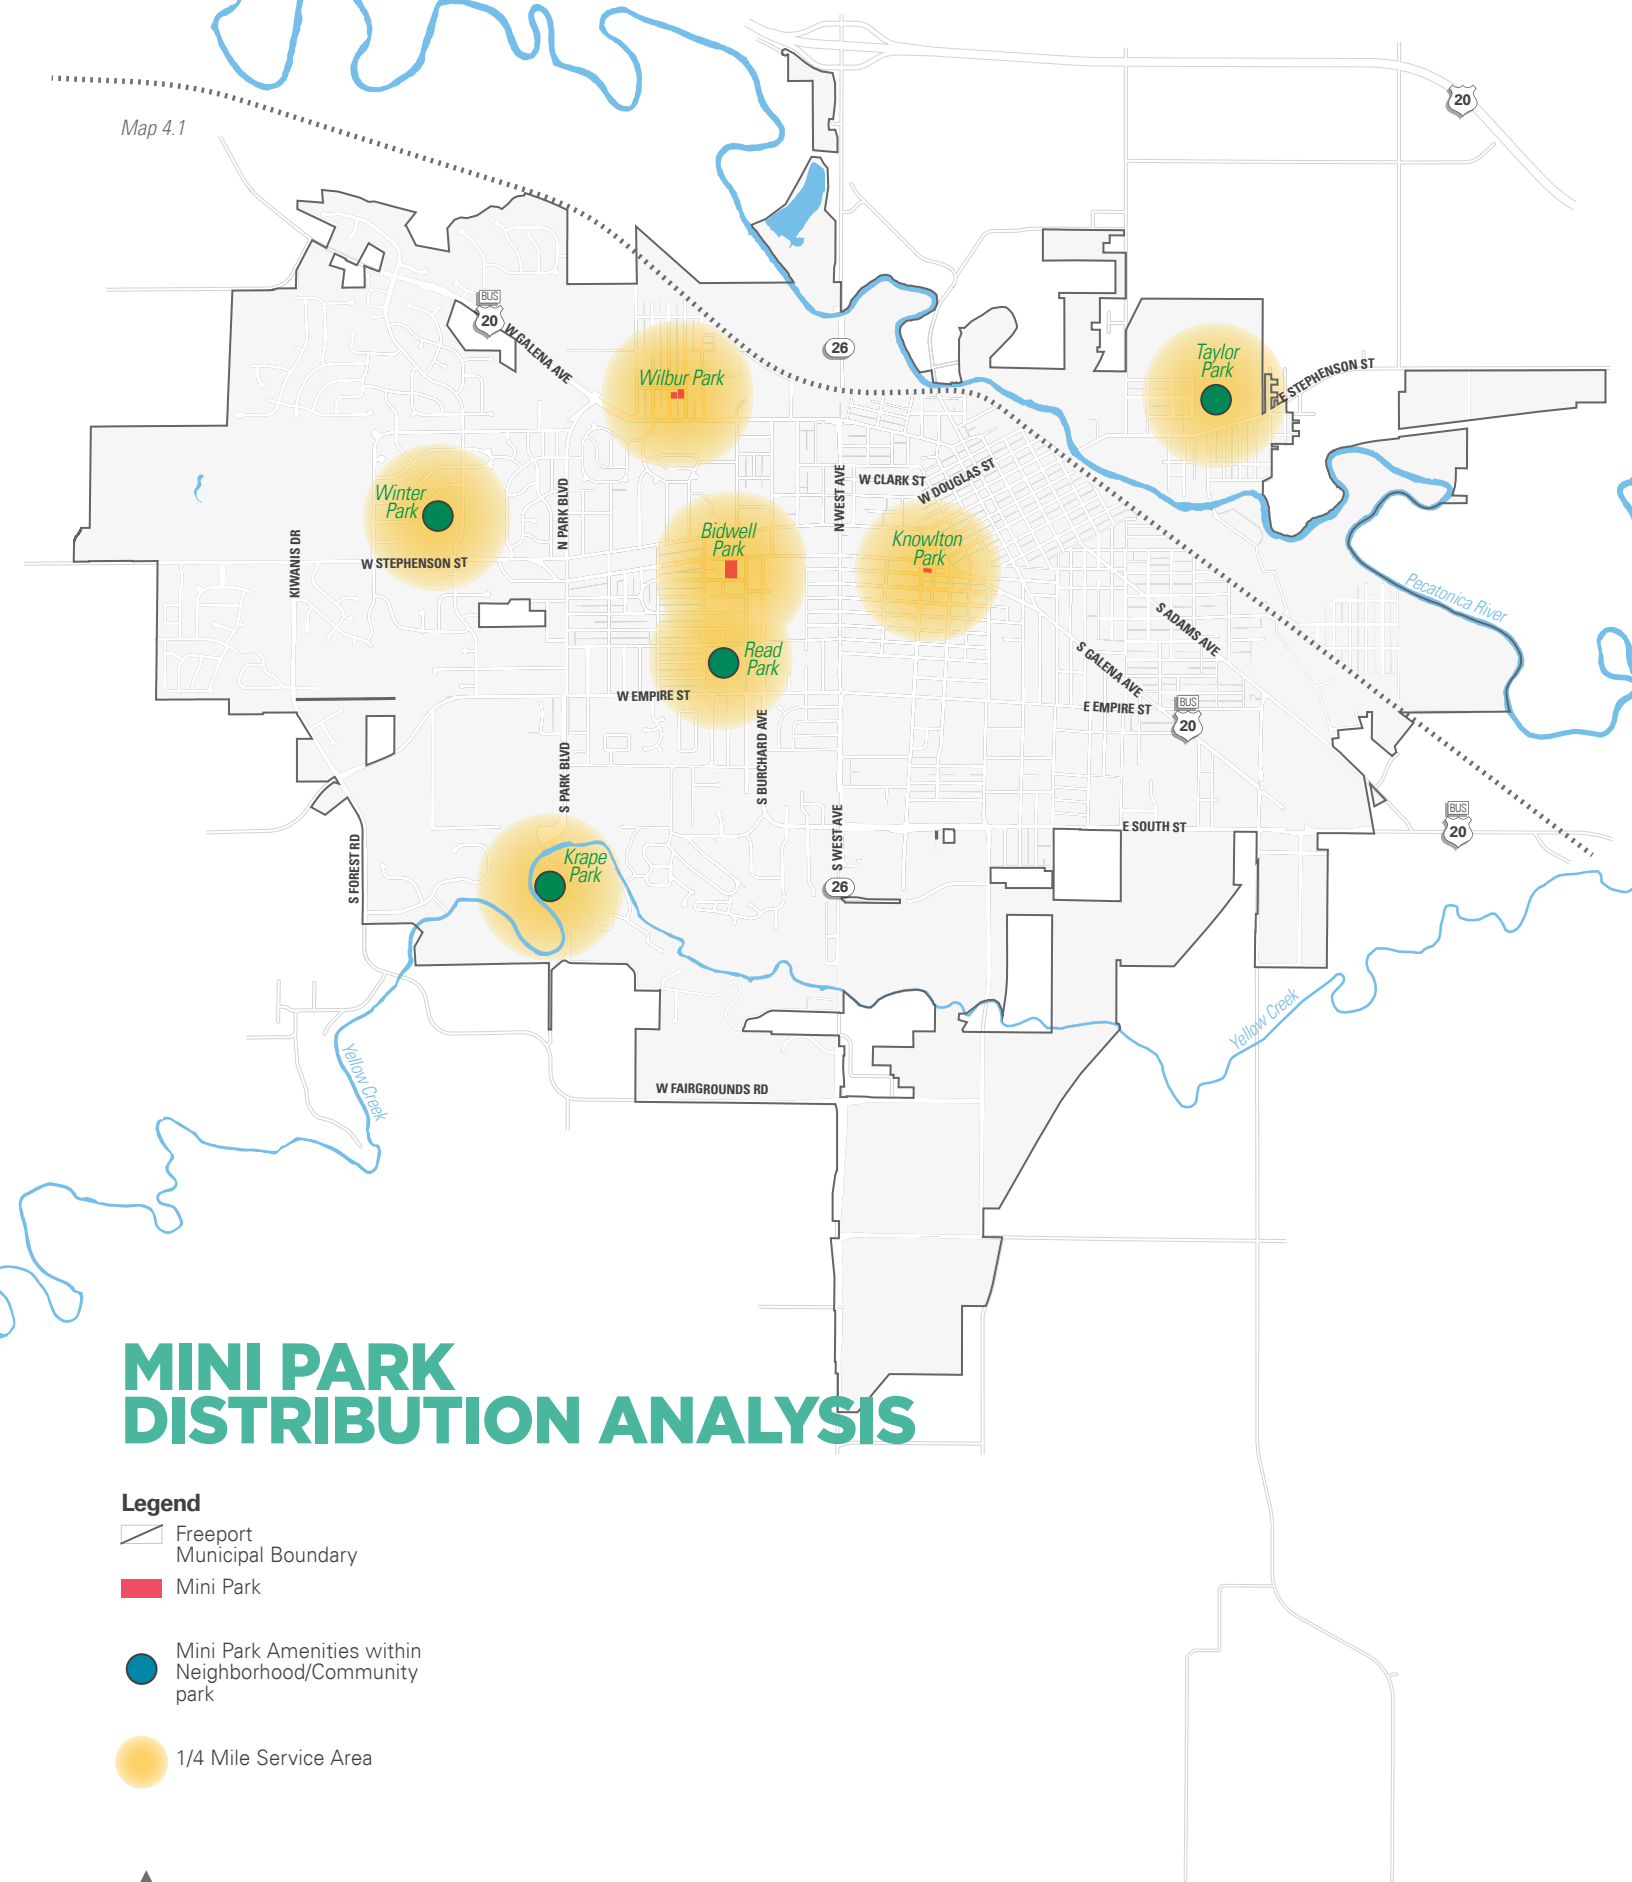 20
Map 4.1
BUS
20
W GALENA AVE
26
Wilbur Park
Taylor
Park
E STEPHENSON ST
W CLARK ST
W DOUGLAS ST
N WEST AVE
N PARK BLVD
Winter
Park
Bidwell
Park
Knowlton
Park
W STEPHENSON ST
KIWANIS DR
Pecatonica River
S ADAMS AVE
S GALENA AVE
Read
Park
W EMPIRE ST
E EMPIRE ST
BUS
20
S PARK BLVD
S BURCHARD AVE
S WEST AVE
E SOUTH ST
BUS
20
S FOREST RD
Krape
Park
26
Yellow Creek
Yellow Creek
W FAIRGROUNDS RD
MINI PARK
DISTRIBUTION ANALYSIS
Legend
Freeport
Municipal Boundary
Mini Park
Mini Park Amenities within
Neighborhood/Community
park
1/4 Mile Service Area